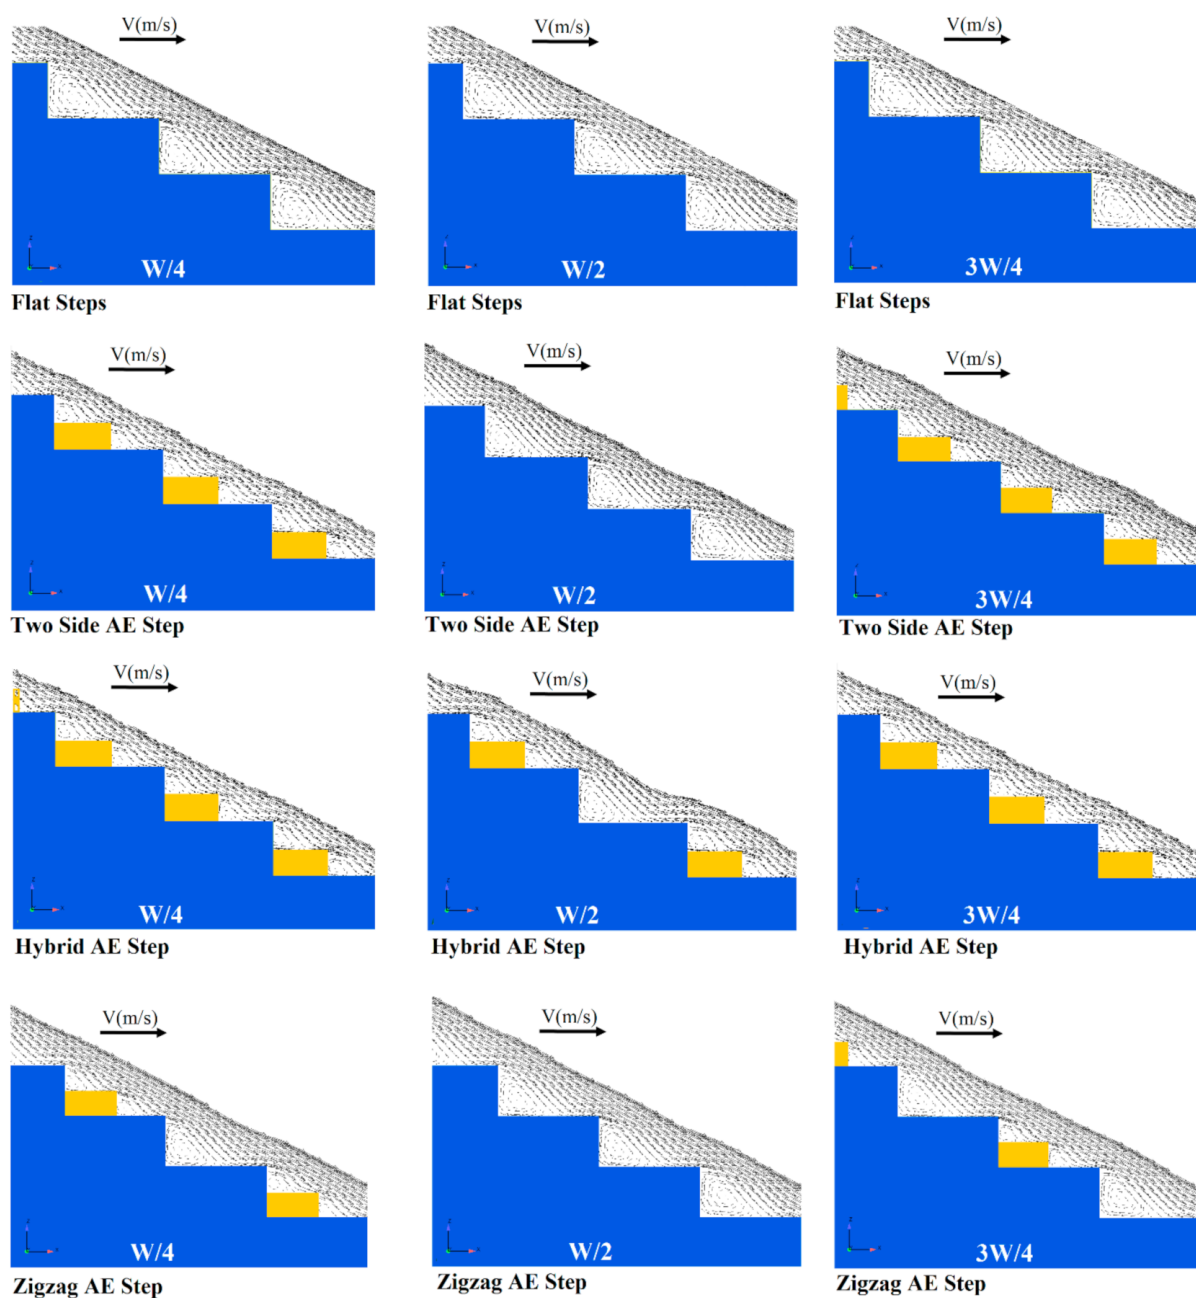 V(m/s) V(m/s) V(m/s)
W/4 W/2 3W/4
Flat Steps Flat Steps Flat Steps
V(m/s) V(m/s) V(m/s)
W/4 W/2 3W/4
Two Side AE Step Two Side AE Step Two Side AE Step
V(m/s) V(m/s) V(m/s)
W/4 W/2 3W/4
Hybrid AE Step Hybrid AE Step Hybrid AE Step
V(m/s) V(m/s) V(m/s)
W/4 W/2 3W/4
Zigzag AE Step Zigzag AE Step Zigzag AE Step